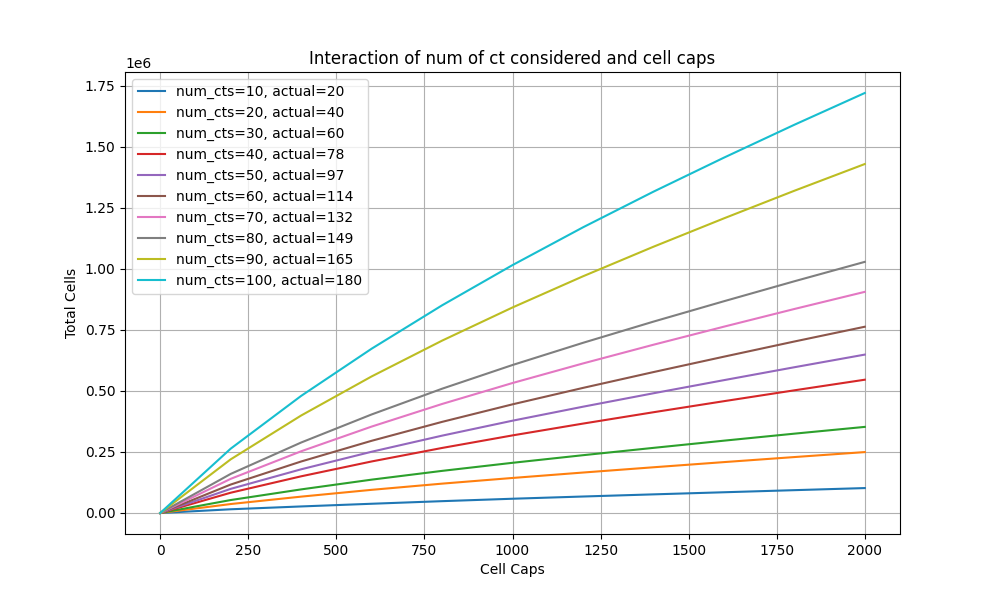 Interaction of num of ct considered and cell caps
1e6
1.75
1.50
1.25
1.00
0.75
0.50
0.25
0.00
Total Cells
num_cts=10, actual=20
num_cts=20, actual=40
num_cts=30, actual=60
num_cts=40, actual=78
num_cts=50, actual=97
num_cts=60, actual=114
num_cts=70, actual=132
num_cts=80, actual=149
num_cts=90, actual=165
num_cts=100, actual=180
0 250 500 750 1000 1250 1500 1750 2000
Cell Caps